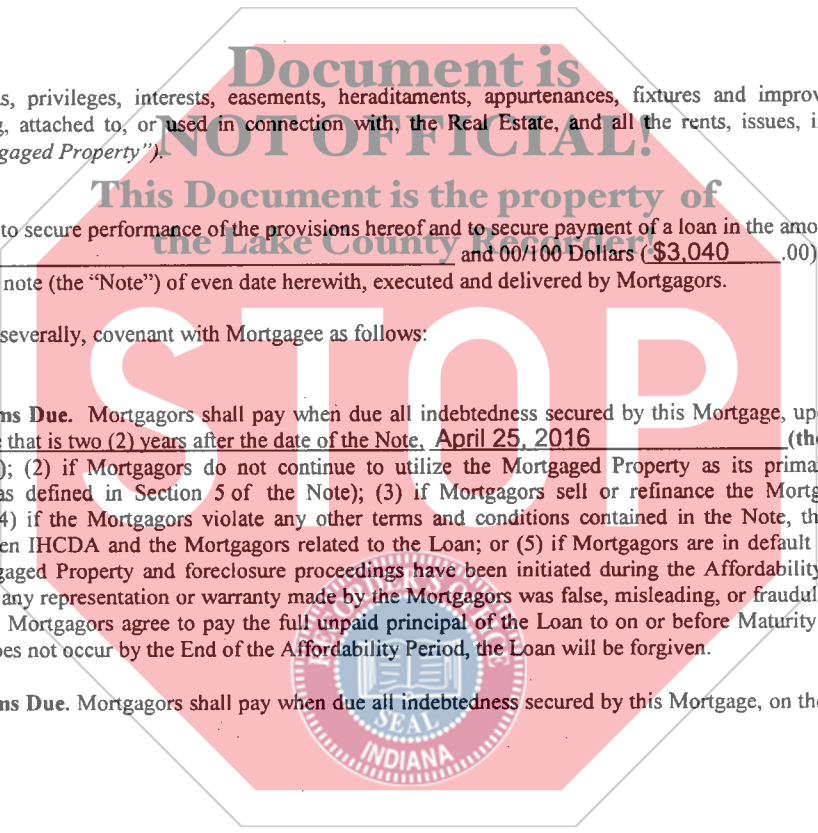 Document is
s, privileges, interests, easements, heraditaments, appurtenances, fixtures and improv
, attached to, or used in connection with, the Real Estate, and all the rents, issues, i
NOT OFFICIAL!
gaged Property").
This Document is the property of
to secure performance of the provisions hereof and to secure payment of a loan in the amo
the Lake County Recorder!
and 00/100 Dollars ( $3,040 .00)
note (the “Note”) of even date herewith, executed and delivered by Mortgagors.
severally, covenant with Mortgagee as follows:
STOP
ms Due. Mortgagors shall pay when due all indebtedness secured by this Mortgage, up
that is two (2) years after the date of the Note, April 25, 2016 (the
); (2) if Mortgagors do not continue to utilize the Mortgaged Property as its prima
as defined in Section 5 of the Note); (3) if Mortgagors sell or refinance the Mortg
4) if the Mortgagors violate any other terms and conditions contained in the Note, th
en IHCDA and the Mortgagors related to the Loan; or (5) if Mortgagors are in default
gaged Property and foreclosure proceedings have been initiated during the Affordability
any representation or warranty made by the Mortgagors was false, misleading, or fraudul
Mortgagors agree to pay the full unpaid principal of the Loan to on or before Maturity
oes not occur by the End of the Affordability Period, the Loan will be forgiven.
ms Due. Mortgagors shall pay when due all indebtedness secured by this Mortgage, on the
SEAL
INDIANA